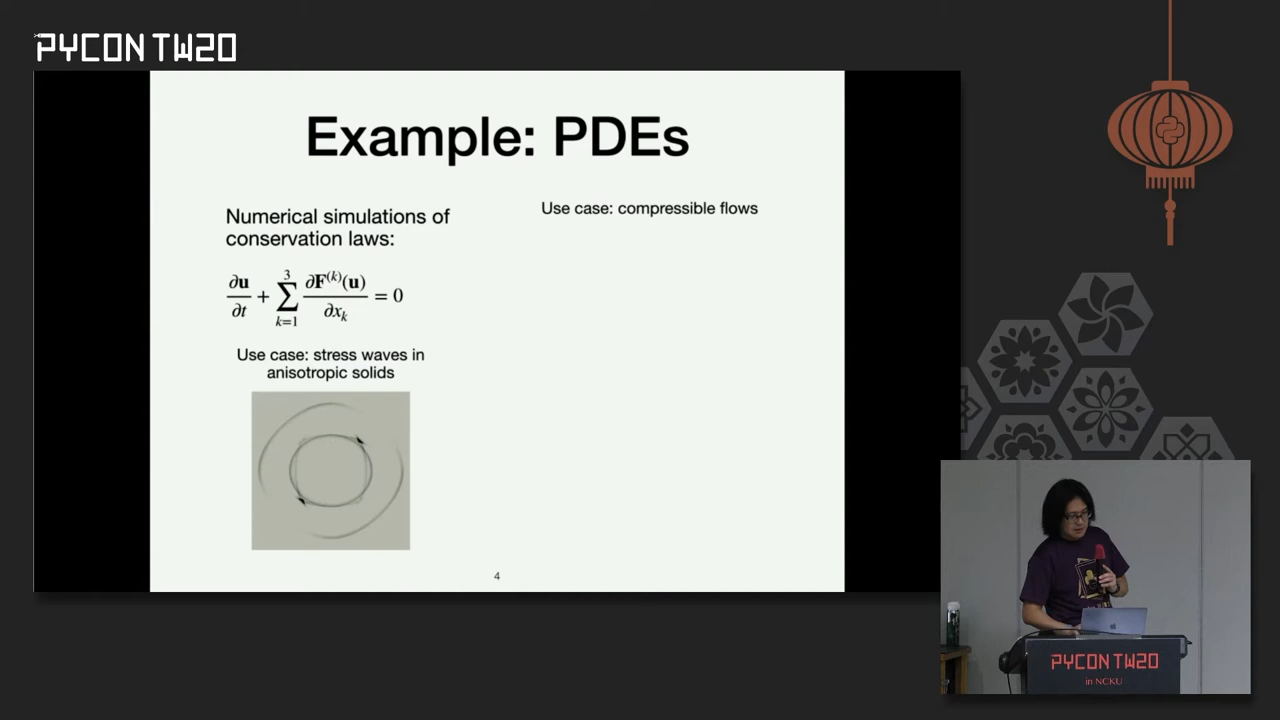 PYCON TW20
Example: PDEs
Numerical simulations of
conservation laws:
∂u/∂t + ∑_{k=1}^{3} ∂F^{(k)}(u)/∂x_k = 0
Use case: stress waves in
anisotropic solids
Use case: compressible flows
4
PYCON TW20
in NCKU